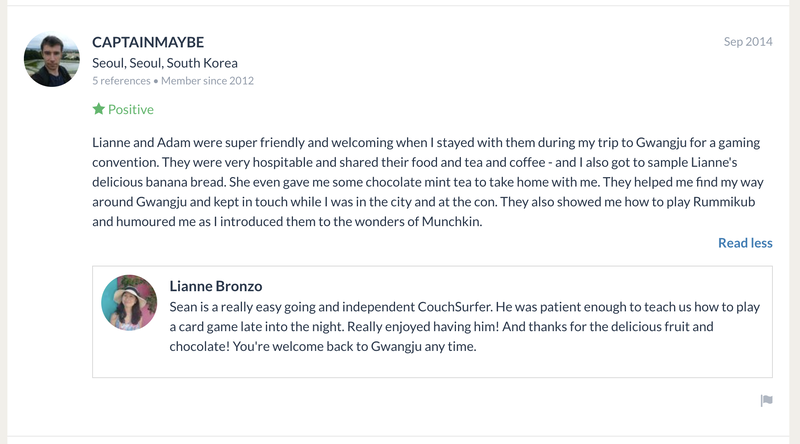 CAPTAINMAYBE
Sep 2014
Seoul, Seoul, South Korea
5 references • Member since 2012
Positive
Lianne and Adam were super friendly and welcoming when I stayed with them during my trip to Gwangju for a gaming
convention. They were very hospitable and shared their food and tea and coffee - and I also got to sample Lianne's
delicious banana bread. She even gave me some chocolate mint tea to take home with me. They helped me find my way
around Gwangju and kept in touch while I was in the city and at the con. They also showed me how to play Rummikub
and humoured me as I introduced them to the wonders of Munchkin.
Read less
Lianne Bronzo
Sean is a really easy going and independent CouchSurfer. He was patient enough to teach us how to play
a card game late into the night. Really enjoyed having him! And thanks for the delicious fruit and
chocolate! You're welcome back to Gwangju any time.